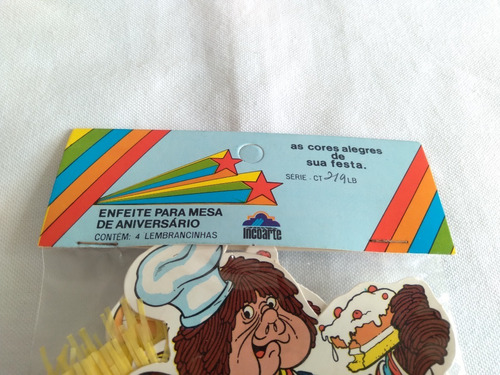 as cores alegres
de
sua festa.
SERIE - CT 219 LB
ENFEITE PARA MESA
DE ANIVERSÁRIO
CONTÉM: 4 LEMBRANCINHAS
incoarte